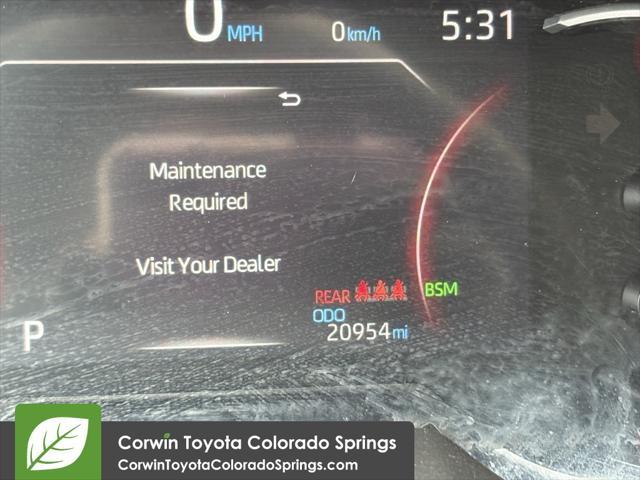 0 MPH 0 km/h 5:31
Maintenance
Required
Visit Your Dealer
REAR BSM
ODO
P 20954 mi
Corwin Toyota Colorado Springs
CorwinToyotaColoradoSprings.com